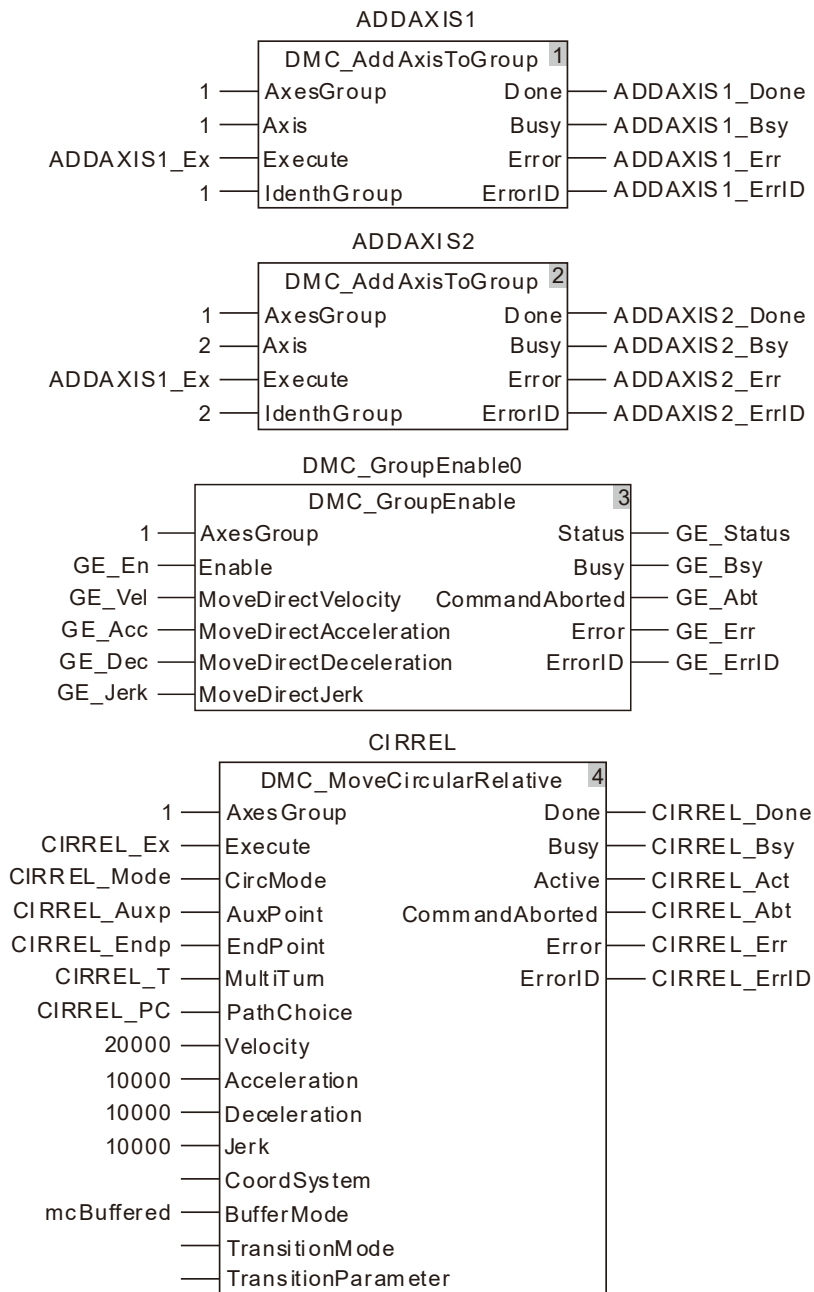 ADDAXIS1
DMC_AddAxisToGroup 1
1 AxesGroup Done ADDAXIS1_Done
1 Axis Busy ADDAXIS1_Bsy
ADDAXIS1_Ex Execute Error ADDAXIS1_Err
1 IdenthGroup ErrorID ADDAXIS1_ErrID
ADDAXIS2
DMC_AddAxisToGroup 2
1 AxesGroup Done ADDAXIS2_Done
2 Axis Busy ADDAXIS2_Bsy
ADDAXIS1_Ex Execute Error ADDAXIS2_Err
2 IdenthGroup ErrorID ADDAXIS2_ErrID
DMC_GroupEnable0
DMC_GroupEnable 3
1 AxesGroup Status GE_Status
GE_En Enable Busy GE_Bsy
GE_Vel MoveDirectVelocity CommandAborted GE_Abt
GE_Acc MoveDirectAcceleration Error GE_Err
GE_Dec MoveDirectDeceleration ErrorID GE_ErrID
GE_Jerk MoveDirectJerk
CIRREL
DMC_MoveCircularRelative 4
1 AxesGroup Done CIRREL_Done
CIRREL_Ex Execute Busy CIRREL_Bsy
CIRREL_Mode CircMode Active CIRREL_Act
CIRREL_Auxp AuxPoint CommandAborted CIRREL_Abt
CIRREL_Endp EndPoint Error CIRREL_Err
CIRREL_T MultiTurn ErrorID CIRREL_ErrID
CIRREL_PC PathChoice
20000 Velocity
10000 Acceleration
10000 Deceleration
10000 Jerk
CoordSystem
mcBuffered BufferMode
TransitionMode
TransitionParameter